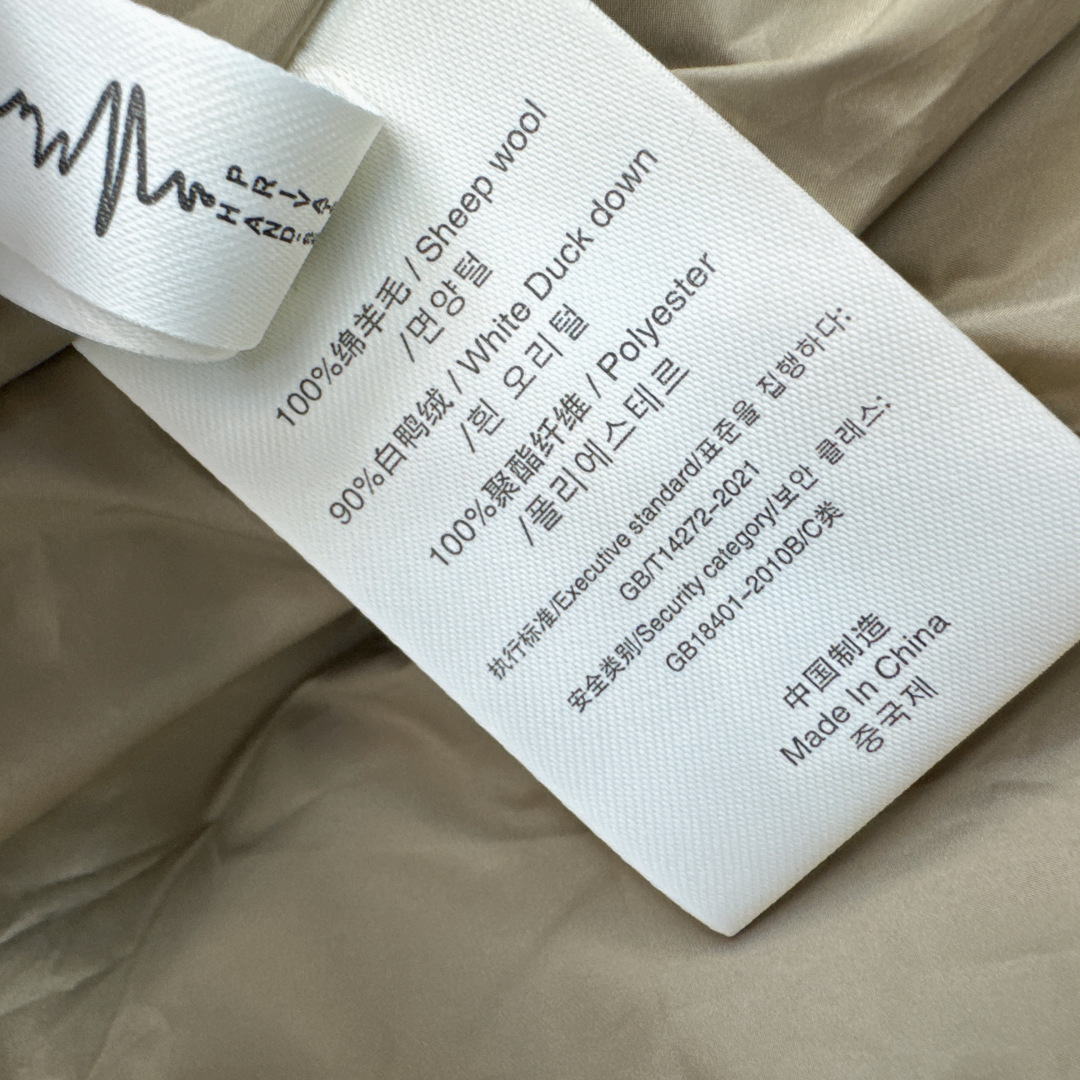 100%绵羊毛 / Sheep wool
/면양털
90%白鸭绒 / White Duck down
/흰 오리털
100%聚酯纤维 / Polyester
/폴리에스테르
执行标准/Executive standard/표준을 집행하다:
GB/T14272-2021
安全类别/Security category/보안 클래스:
GB18401-2010B/C类
中国制造
Made In China
중국제